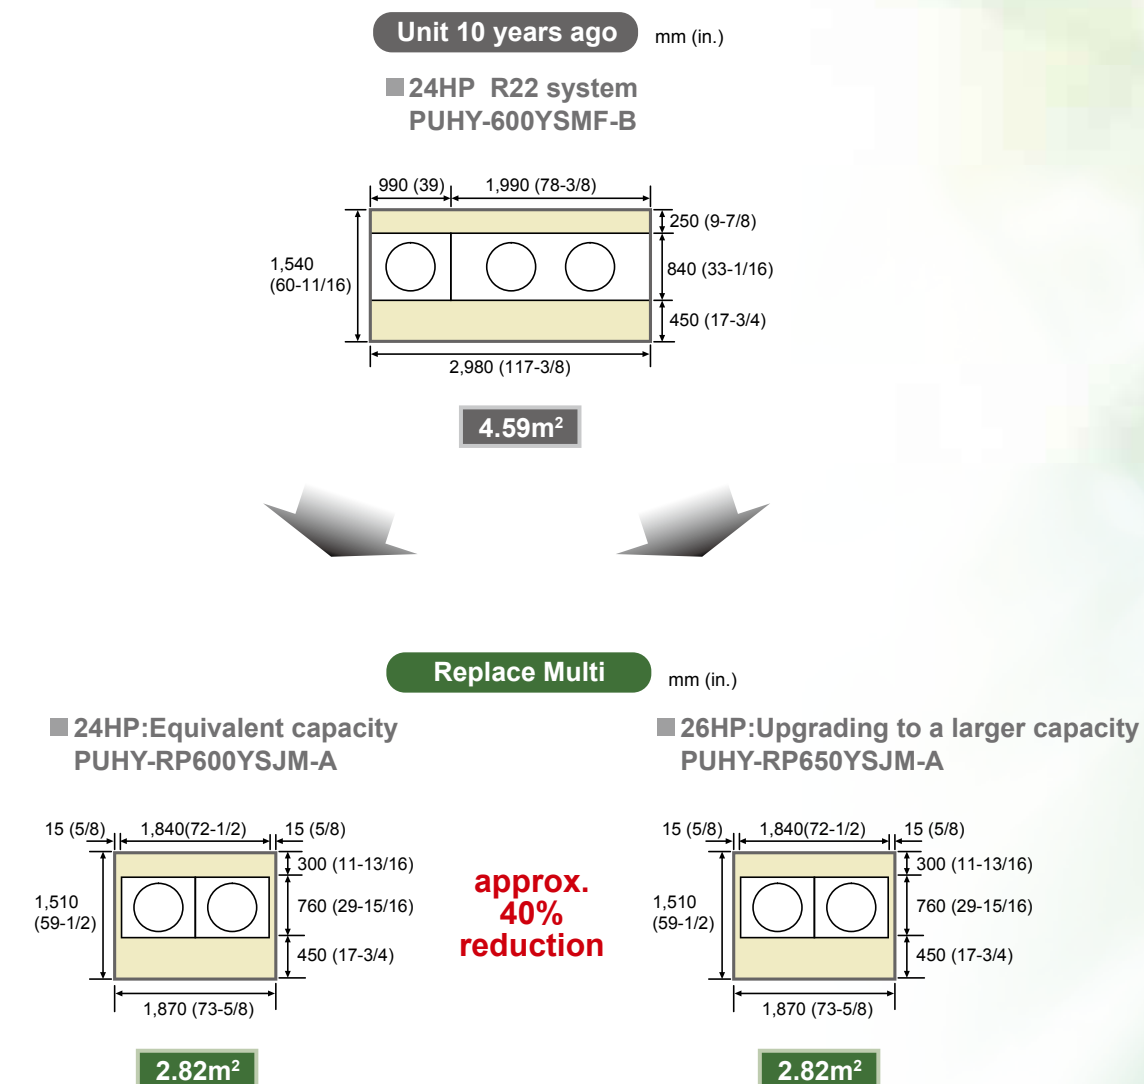 Unit 10 years ago
mm (in.)
24HP R22 system
PUHY-600YSMF-B
990 (39)
1,990 (78-3/8)
250 (9-7/8)
1,540
(60-11/16)
840 (33-1/16)
450 (17-3/4)
2,980 (117-3/8)
4.59m²
Replace Multi
mm (in.)
24HP:Equivalent capacity
PUHY-RP600YSJM-A
26HP:Upgrading to a larger capacity
PUHY-RP650YSJM-A
15 (5/8)
1,840(72-1/2)
15 (5/8)
300 (11-13/16)
1,510
(59-1/2)
760 (29-15/16)
450 (17-3/4)
1,870 (73-5/8)
2.82m²
approx.
40%
reduction
15 (5/8)
1,840(72-1/2)
15 (5/8)
300 (11-13/16)
1,510
(59-1/2)
760 (29-15/16)
450 (17-3/4)
1,870 (73-5/8)
2.82m²